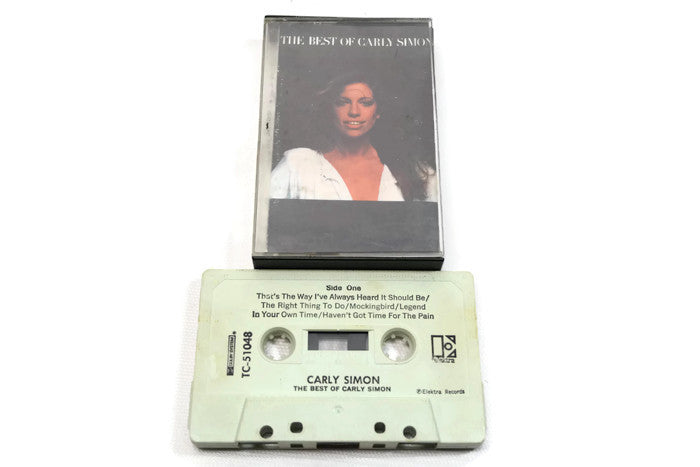 THE BEST OF CARLY SIMON
Side One
That's The Way I've Always Heard It Should Be/
The Right Thing To Do/Mockingbird/Legend
In Your Own Time/Haven't Got Time For The Pain
DOLBY SYSTEM
TC-51048
CARLY SIMON
THE BEST OF CARLY SIMON
℗Elektra Records